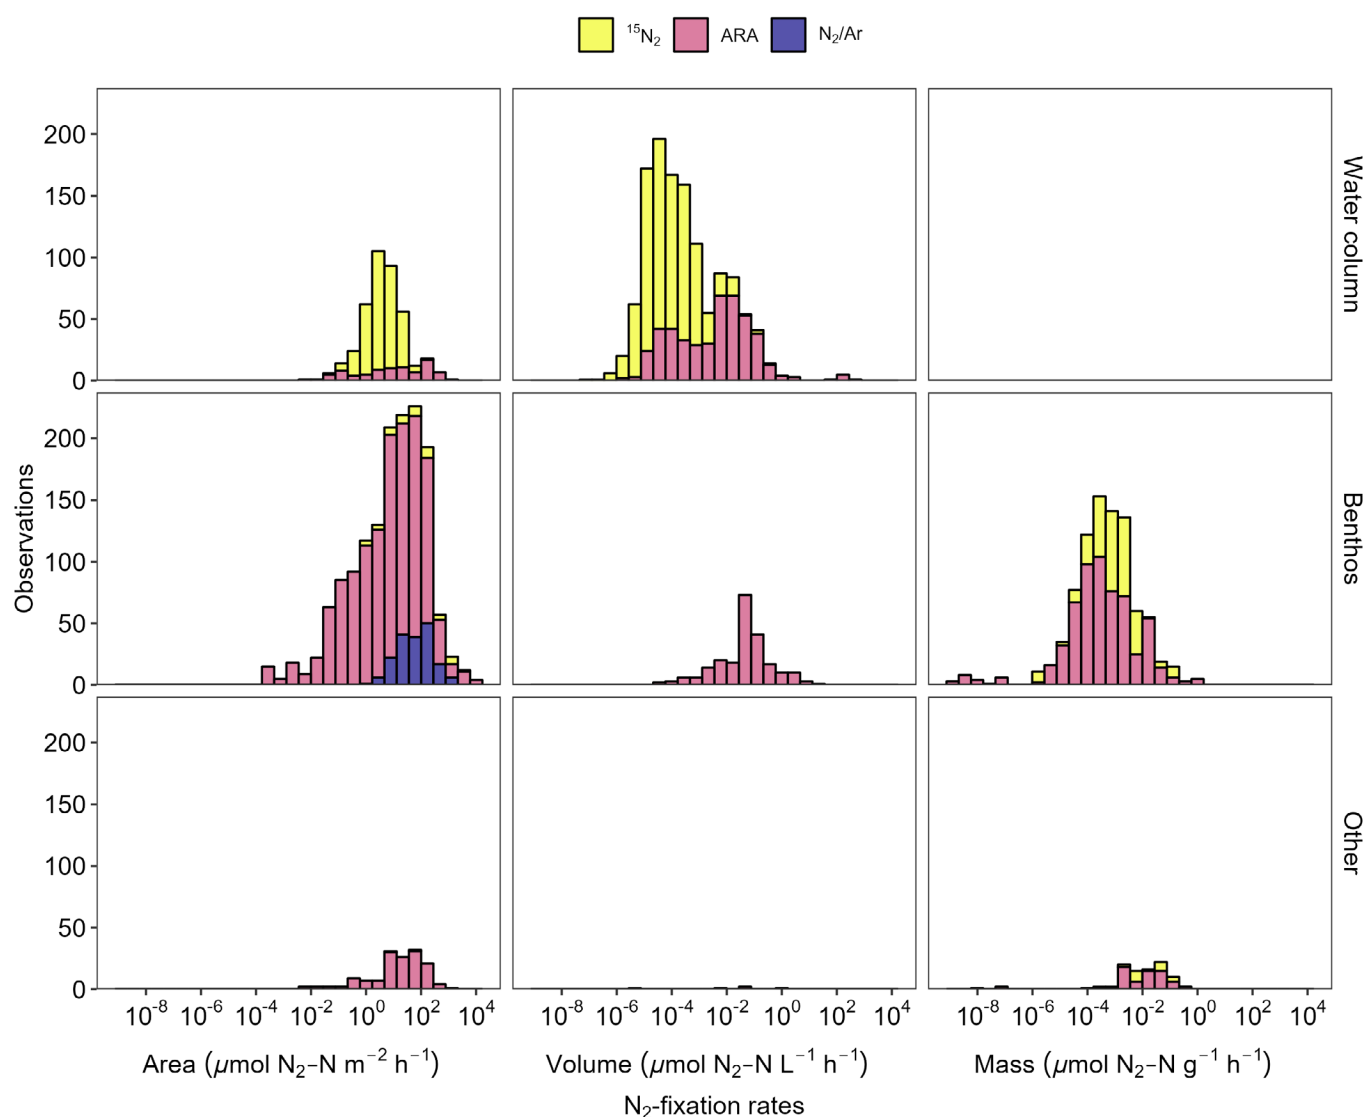 ¹⁵N₂ ARA N₂/Ar
200
150
100
50
0
Water column
200
150
100
50
0
Benthos
Observations
200
150
100
50
0
Other
10⁻⁸ 10⁻⁶ 10⁻⁴ 10⁻² 10⁰ 10² 10⁴ 10⁻⁸ 10⁻⁶ 10⁻⁴ 10⁻² 10⁰ 10² 10⁴ 10⁻⁸ 10⁻⁶ 10⁻⁴ 10⁻² 10⁰ 10² 10⁴
Area (µmol N₂−N m⁻² h⁻¹) Volume (µmol N₂−N L⁻¹ h⁻¹) Mass (µmol N₂−N g⁻¹ h⁻¹)
N₂-fixation rates